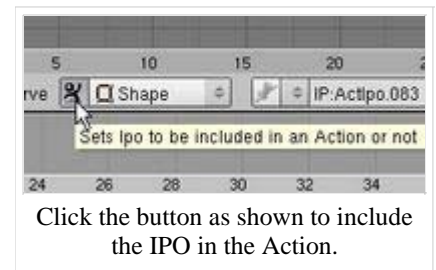 5 10 15 20
rve Shape IP:ActIpo.083
Sets Ipo to be included in an Action or not
24 26 28 30 32 34
Click the button as shown to include
the IPO in the Action.